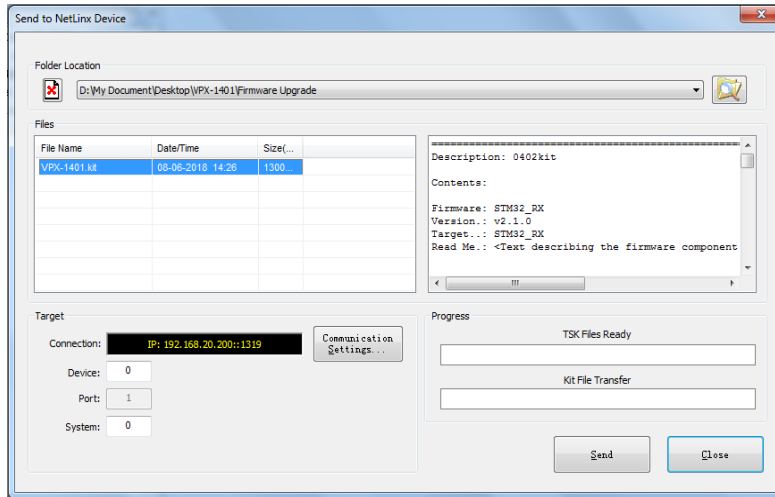 Send to NetLinx Device
Folder Location
D:\My Document\Desktop\VPX-1401\Firmware Upgrade
Files
File Name Date/Time Size(...
VPX-1401.kit 08-06-2018 14:26 1300...
Description: 0402kit
Contents:
Firmware: STM32_RX
Version.: v2.1.0
Target..: STM32_RX
Read Me.: <Text describing the firmware component
Target
Connection: IP: 192.168.20.200::1319
Communication
Settings...
Device: 0
Port: 1
System: 0
Progress
TSK Files Ready
Kit File Transfer
Send Close